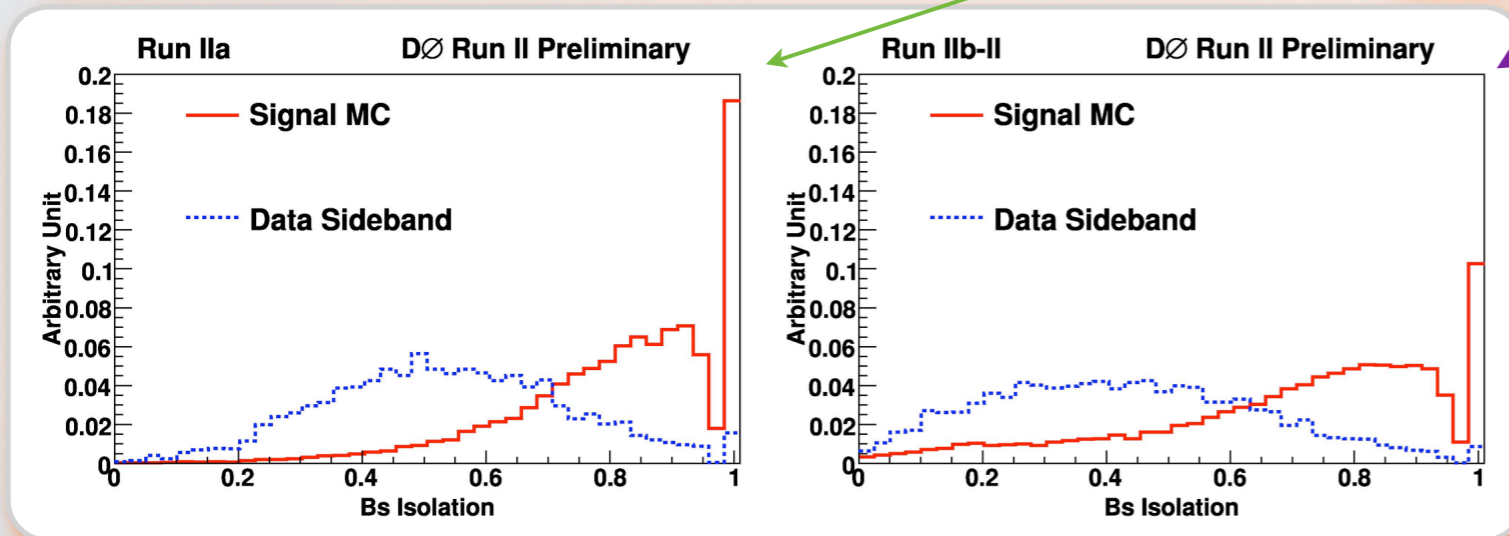 Run IIa DØ Run II Preliminary
Arbitrary Unit
0.2
0.18
0.16
0.14
0.12
0.1
0.08
0.06
0.04
0.02
0
Signal MC
Data Sideband
0 0.2 0.4 0.6 0.8 1
Bs Isolation
Run IIb-II DØ Run II Preliminary
Arbitrary Unit
0.2
0.18
0.16
0.14
0.12
0.1
0.08
0.06
0.04
0.02
0
Signal MC
Data Sideband
0 0.2 0.4 0.6 0.8 1
Bs Isolation